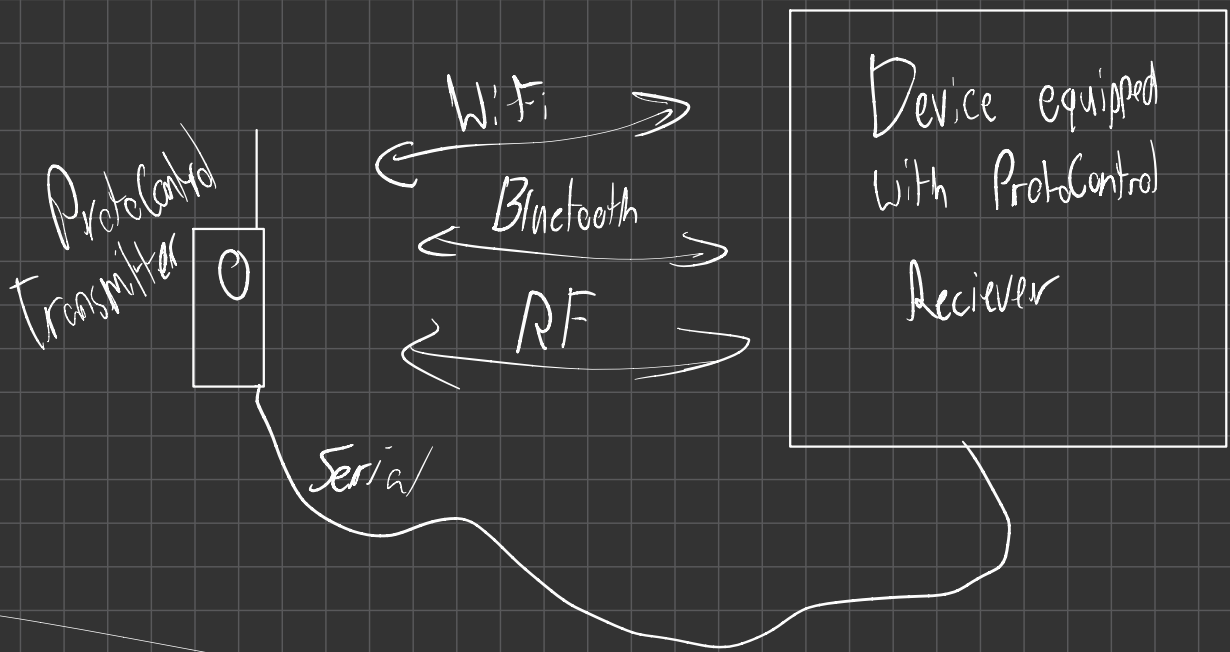 ProtoControl
Transmitter
WiFi
Bluetooth
RF
Serial
Device equipped
with ProtoControl
Reciever